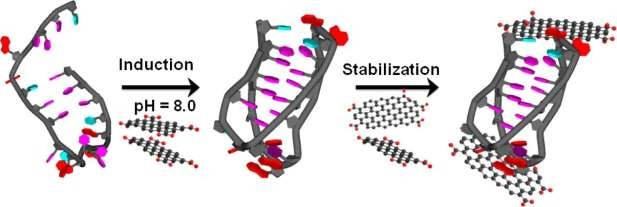 Induction
pH = 8.0
Stabilization